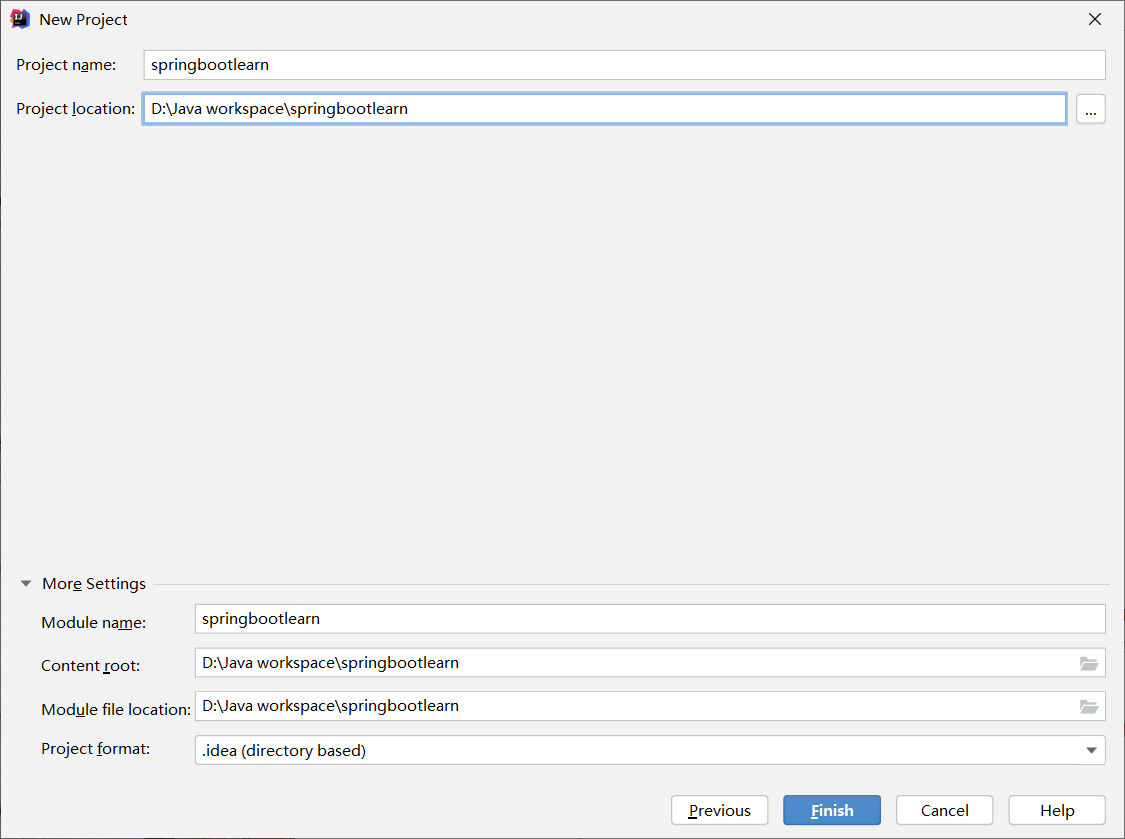 New Project
Project name: springbootlearn
Project location: D:\Java workspace\springbootlearn ...
More Settings
Module name: springbootlearn
Content root: D:\Java workspace\springbootlearn
Module file location: D:\Java workspace\springbootlearn
Project format: .idea (directory based)
Previous Finish Cancel Help